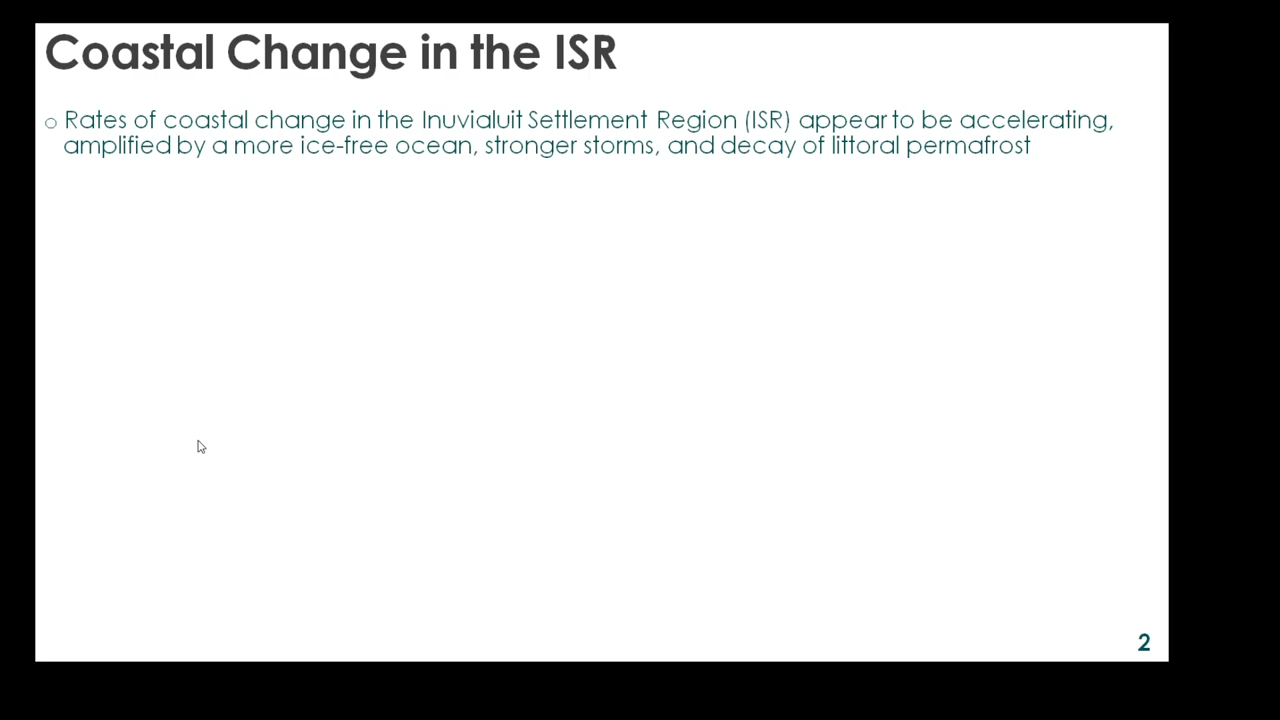 Coastal Change in the ISR
○ Rates of coastal change in the Inuvialuit Settlement Region (ISR) appear to be accelerating,
amplified by a more ice-free ocean, stronger storms, and decay of littoral permafrost
2